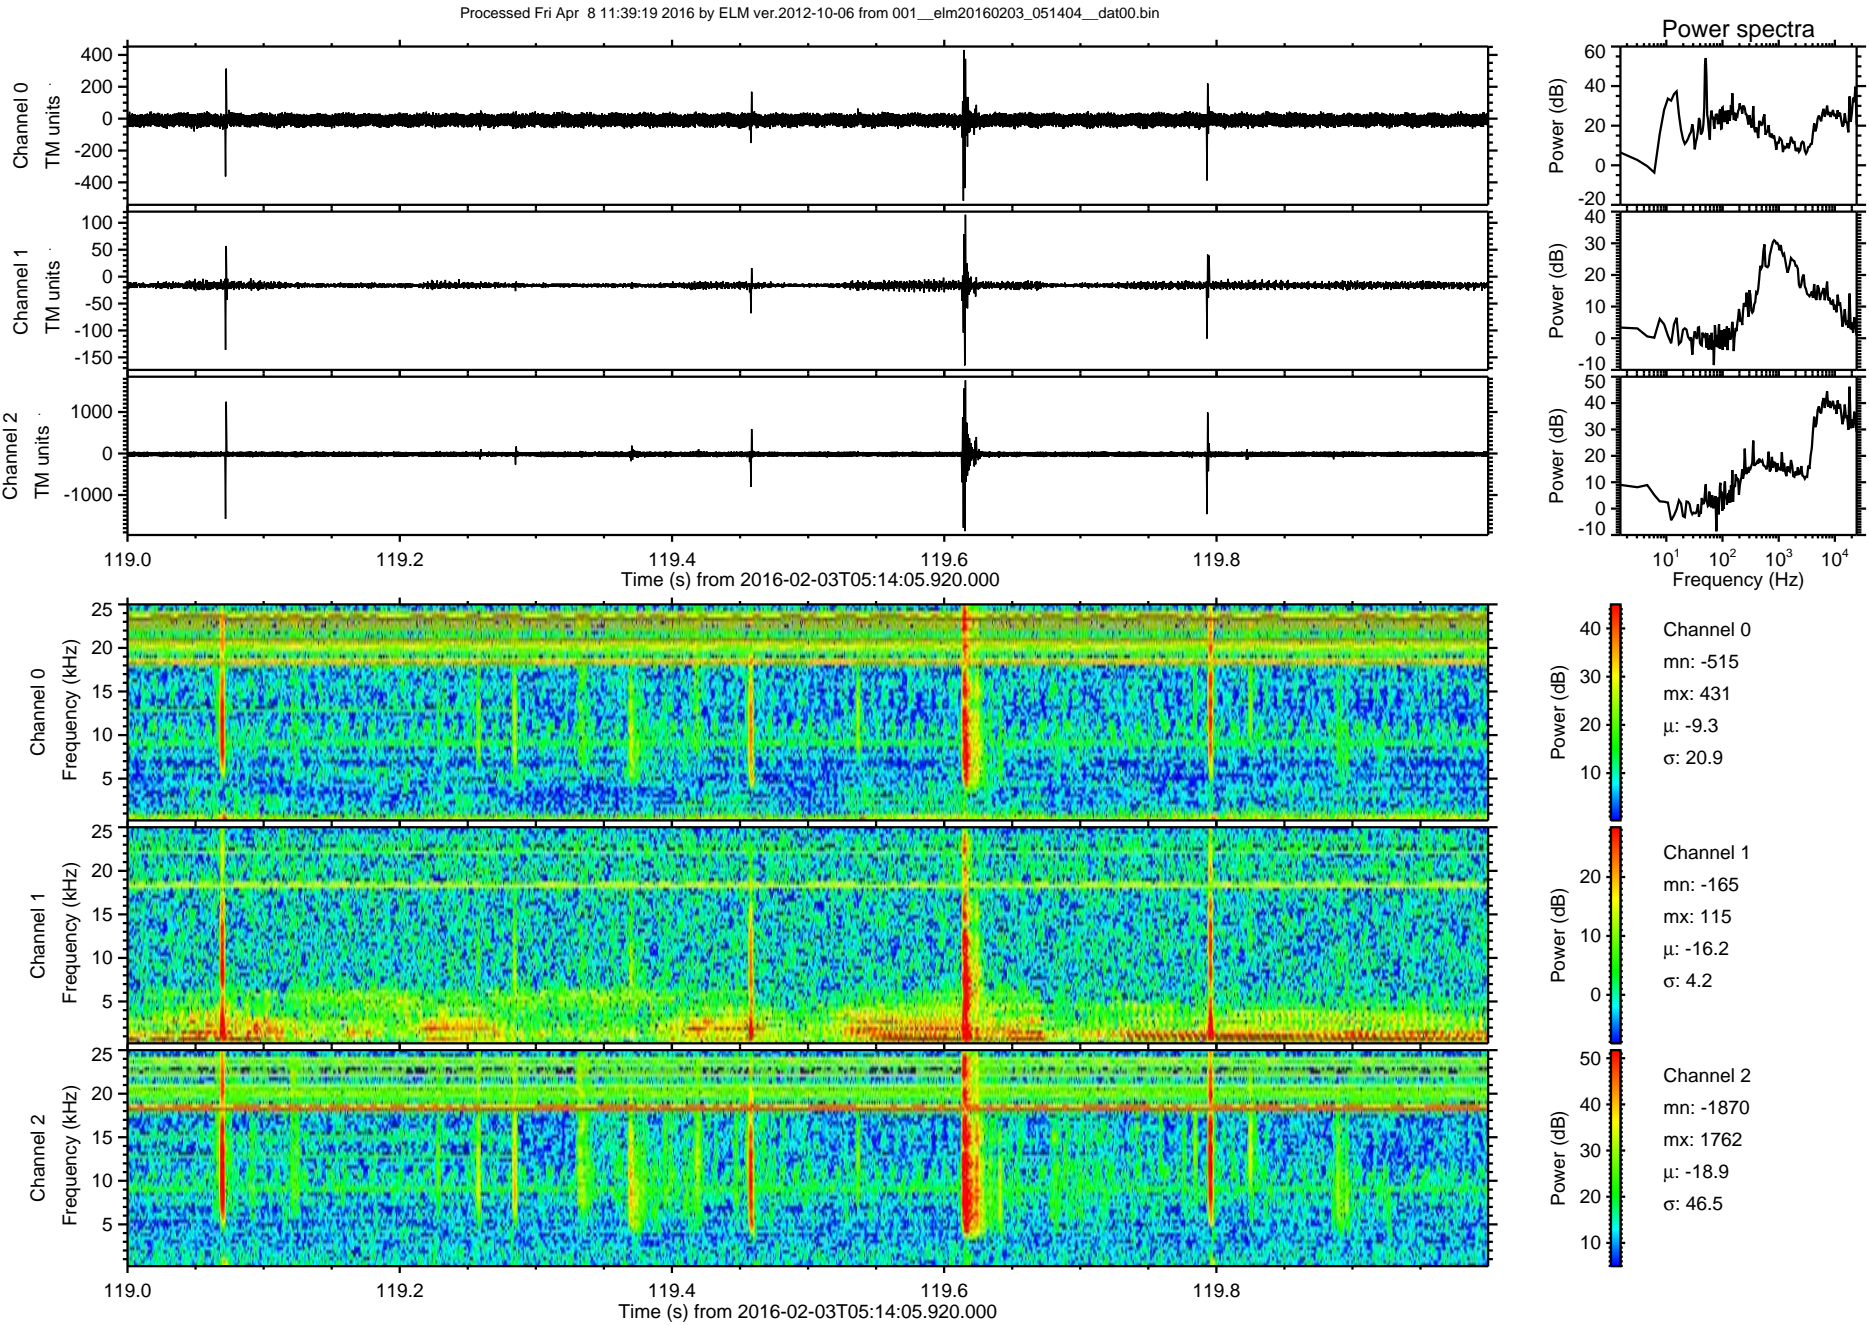 Processed Fri Apr  8 11:39:19 2016 by ELM ver.2012-10-06 from 001__elm20160203_051404__dat00.bin
Power spectra
Channel 0
TM units
400
200
0
-200
-400
Power (dB)
60
40
20
0
-20
Channel 1
TM units
100
50
0
-50
-100
-150
Power (dB)
40
30
20
10
0
-10
Channel 2
TM units
1000
0
-1000
Power (dB)
50
40
30
20
10
0
-10
119.0 119.2 119.4 119.6 119.8
Time (s) from 2016-02-03T05:14:05.920.000
10¹ 10² 10³ 10⁴
Frequency (Hz)
Channel 0
Frequency (kHz)
25
20
15
10
5
Power (dB)
40
30
20
10
Channel 0
mn: -515
mx: 431
μ: -9.3
σ: 20.9
Channel 1
Frequency (kHz)
25
20
15
10
5
Power (dB)
20
10
0
Channel 1
mn: -165
mx: 115
μ: -16.2
σ: 4.2
Channel 2
Frequency (kHz)
25
20
15
10
5
Power (dB)
50
40
30
20
10
Channel 2
mn: -1870
mx: 1762
μ: -18.9
σ: 46.5
119.0 119.2 119.4 119.6 119.8
Time (s) from 2016-02-03T05:14:05.920.000